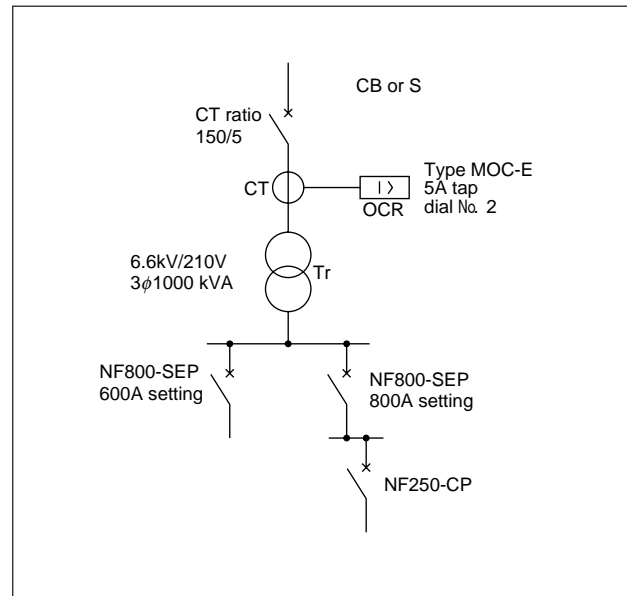 CB or S
CT ratio
150/5
CT
I >
OCR
Type MOC-E
5A tap
dial №. 2
6.6kV/210V
3ϕ1000 kVA
Tr
NF800-SEP
600A setting
NF800-SEP
800A setting
NF250-CP